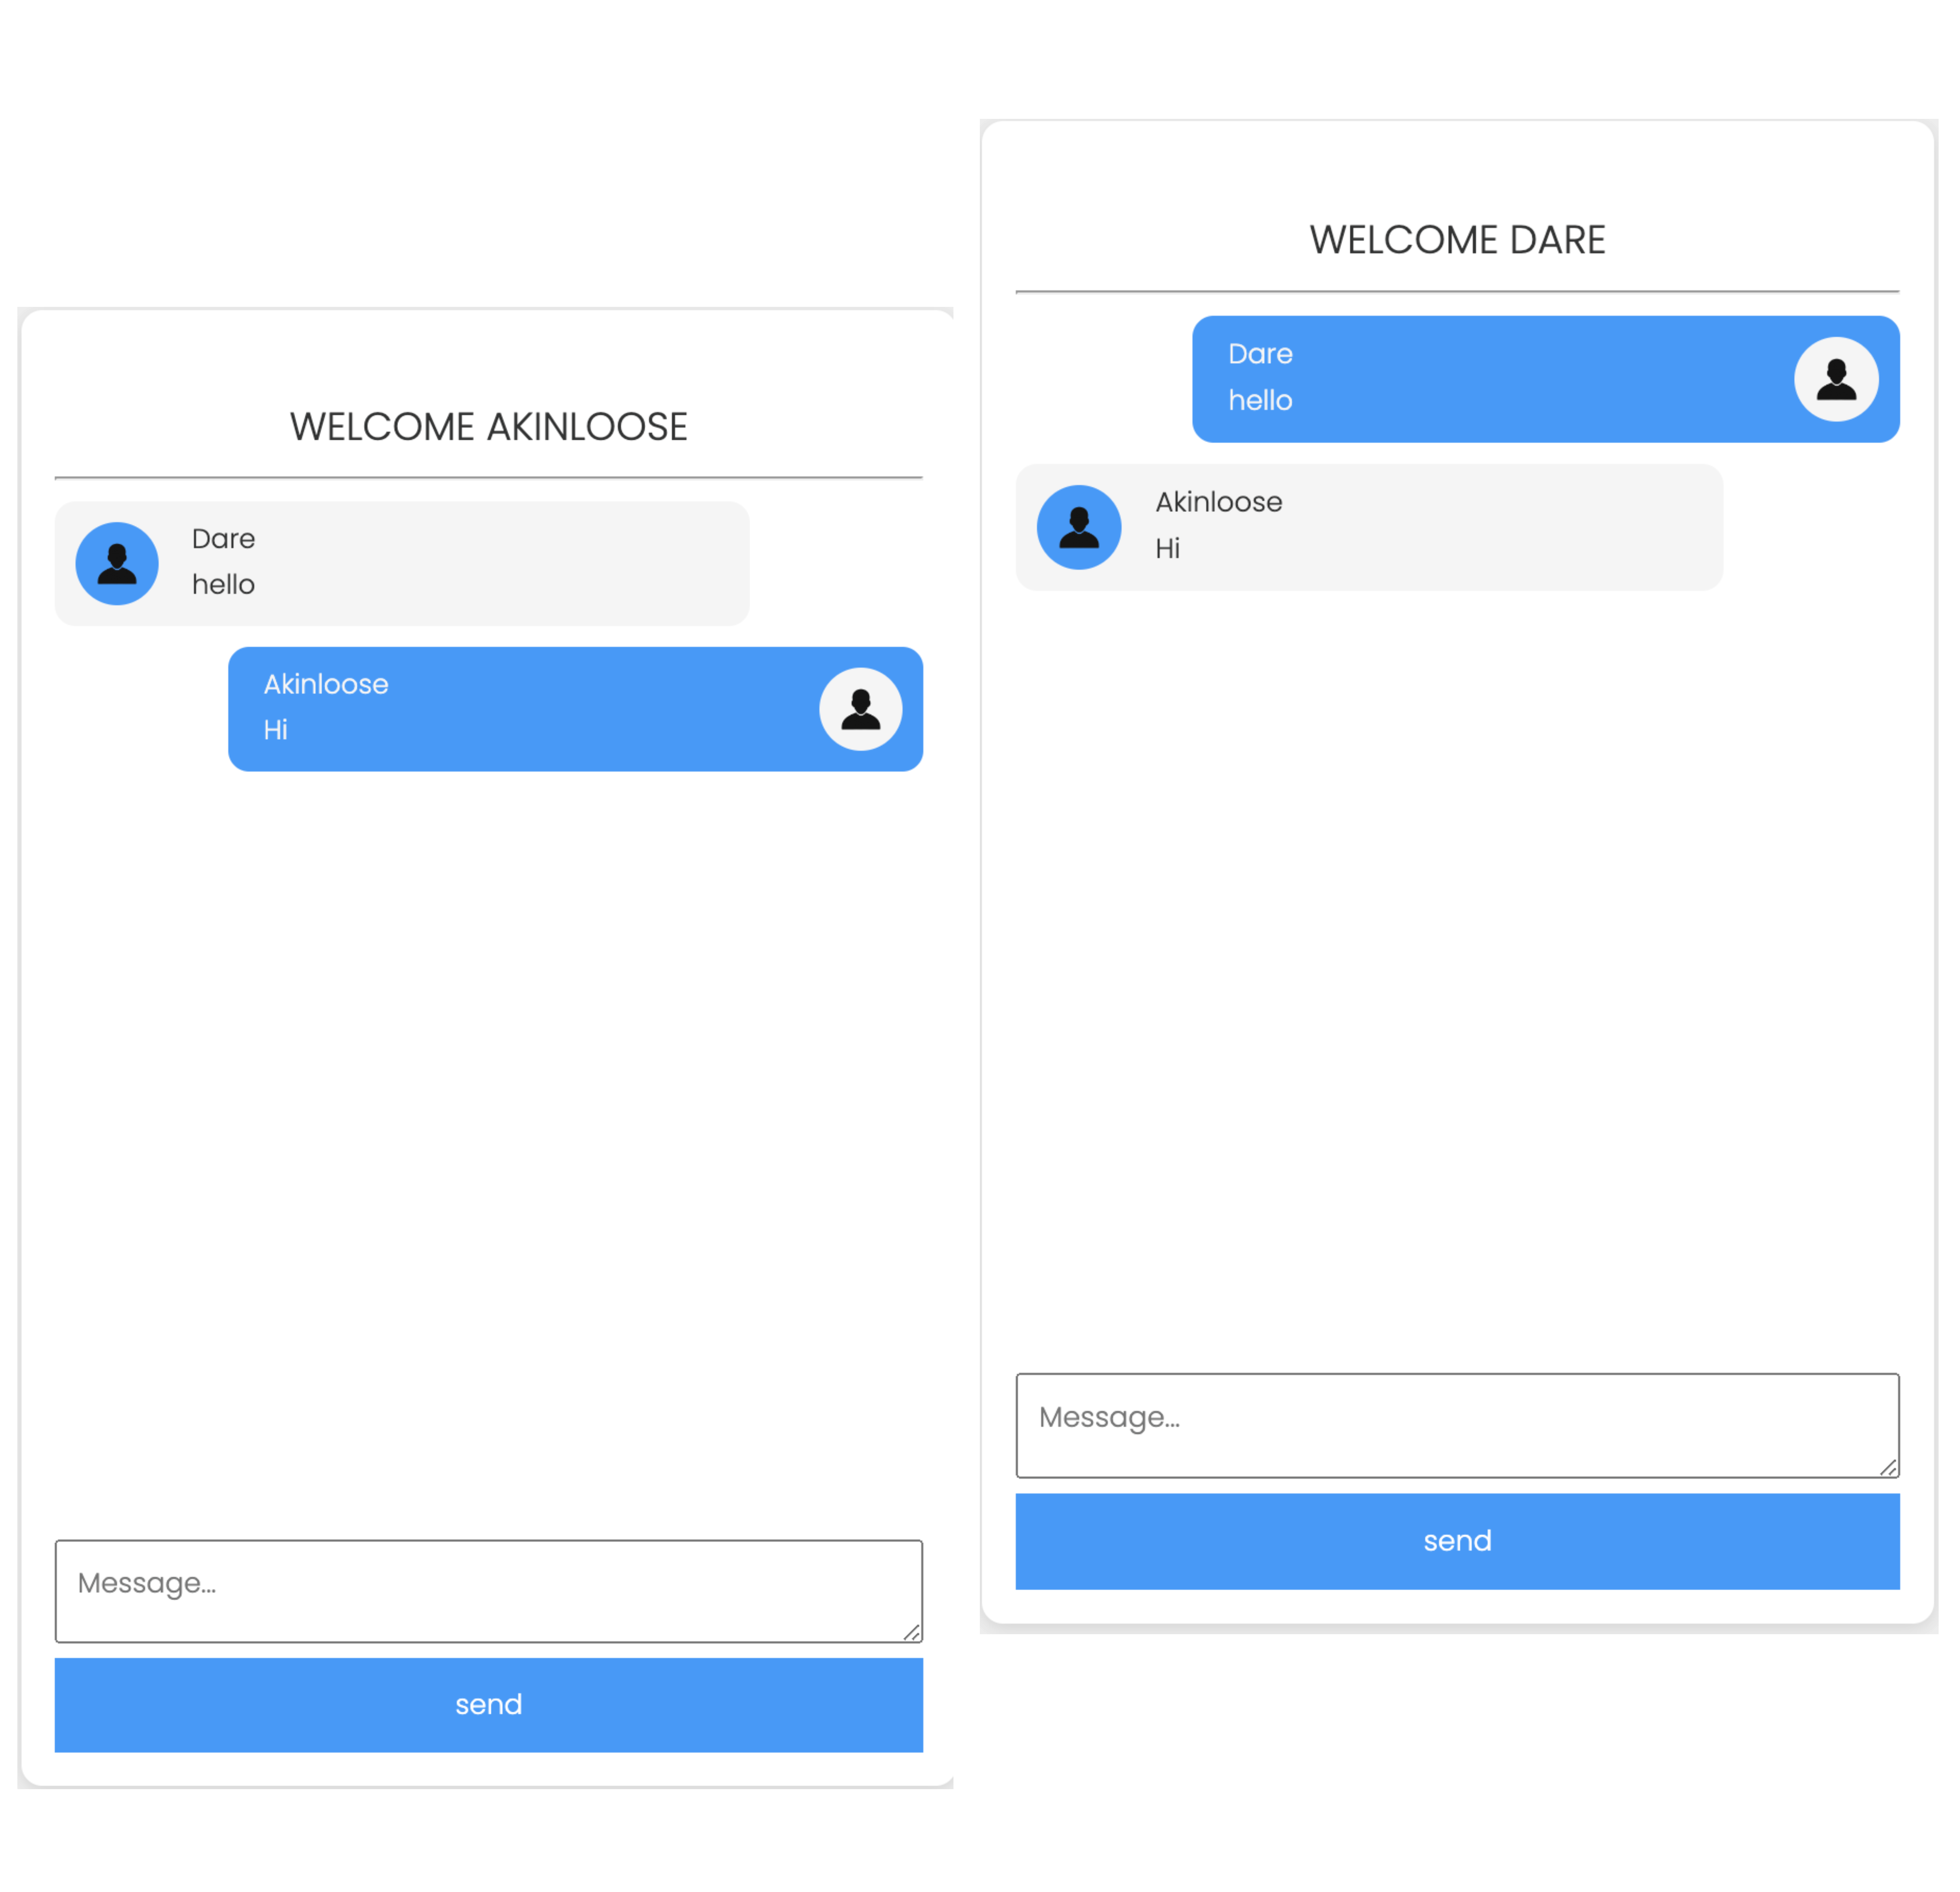 WELCOME AKINLOOSE
Dare
hello
Akinloose
Hi
Message...
send
WELCOME DARE
Dare
hello
Akinloose
Hi
Message...
send